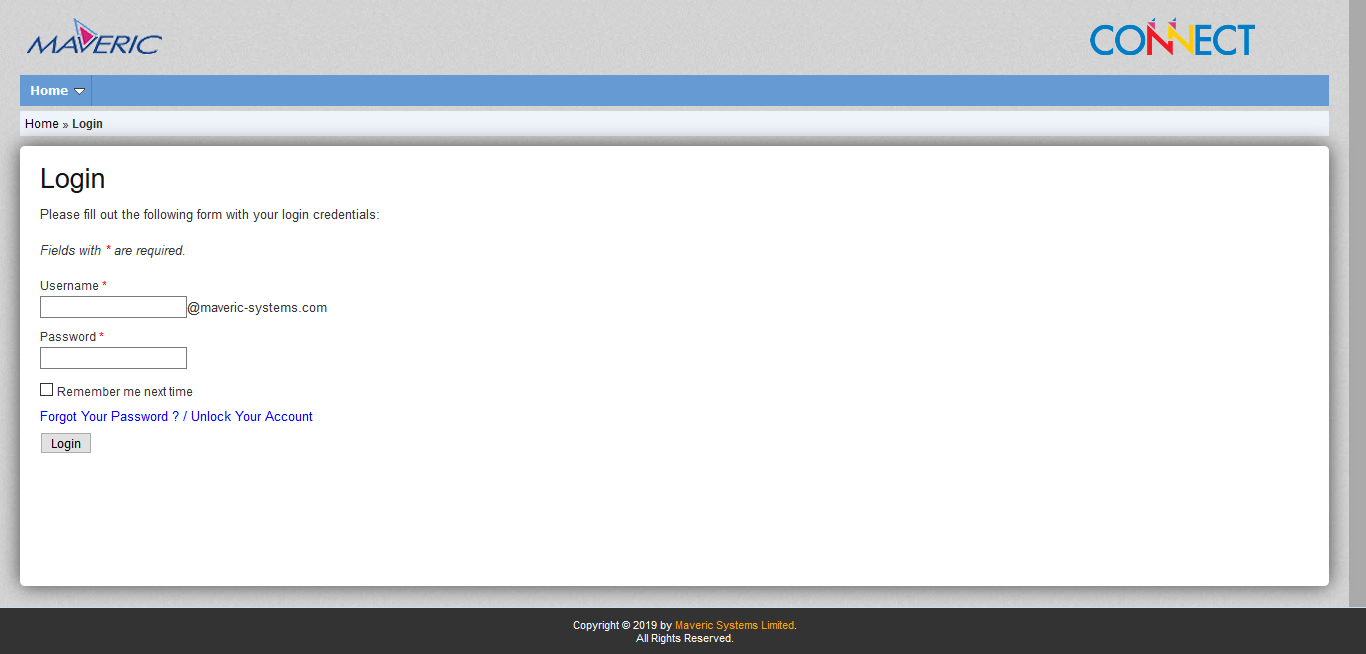 MAVERIC
CONNECT
Home
Home » Login
Login
Please fill out the following form with your login credentials:
Fields with * are required.
Username *
@maveric-systems.com
Password *
Remember me next time
Forgot Your Password ? / Unlock Your Account
Login
Copyright © 2019 by Maveric Systems Limited.
All Rights Reserved.